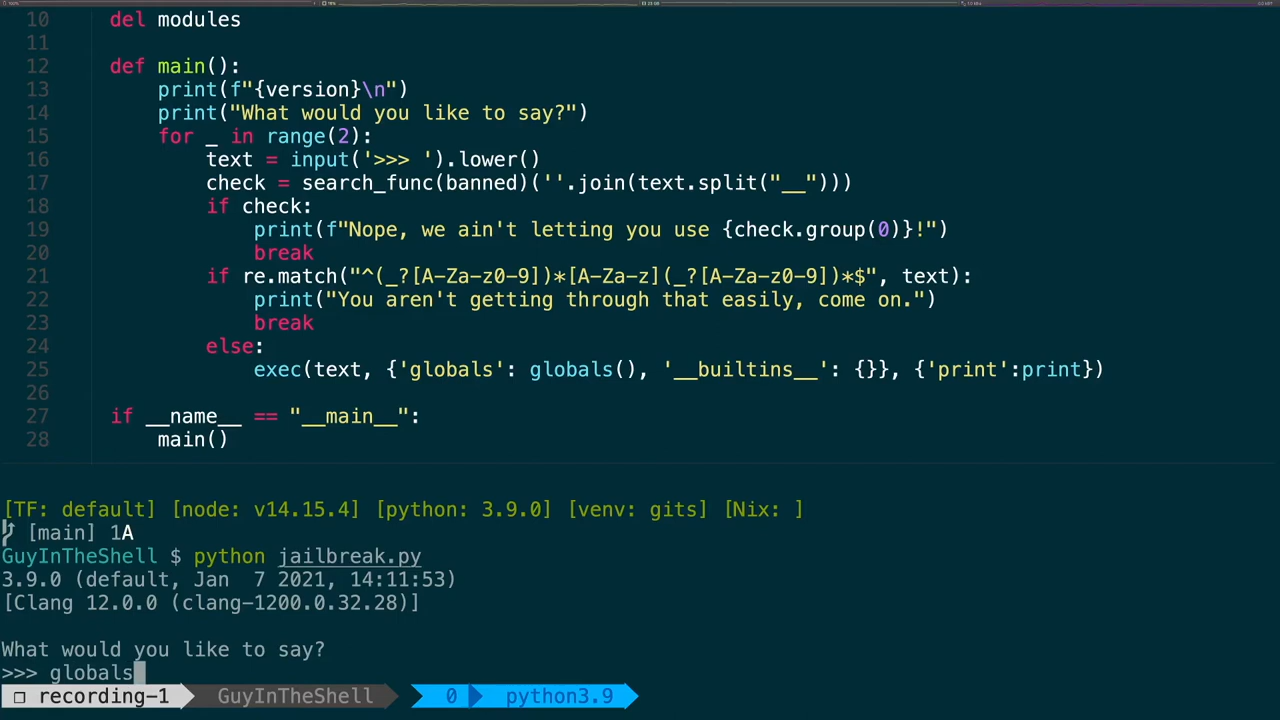 10 del modules
11
12 def main():
13 print(f"{version}\n")
14 print("What would you like to say?")
15 for _ in range(2):
16 text = input('>>> ').lower()
17 check = search_func(banned)(''.join(text.split("__")))
18 if check:
19 print(f"Nope, we ain't letting you use {check.group(0)}!")
20 break
21 if re.match("^(_?[A-Za-z0-9])*[A-Za-z](_?[A-Za-z0-9])*$", text):
22 print("You aren't getting through that easily, come on.")
23 break
24 else:
25 exec(text, {'globals': globals(), '__builtins__': {}}, {'print':print})
26
27 if __name__ == "__main__":
28 main()
[TF: default] [node: v14.15.4] [python: 3.9.0] [venv: gits] [Nix: ]
[main] 1A
GuyInTheShell $ python jailbreak.py
3.9.0 (default, Jan  7 2021, 14:11:53)
[Clang 12.0.0 (clang-1200.0.32.28)]
What would you like to say?
>>> globals
recording-1 GuyInTheShell 0 python3.9